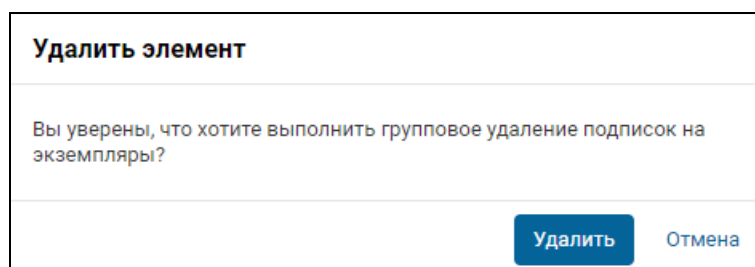 Удалить элемент
Вы уверены, что хотите выполнить групповое удаление подписок на
экземпляры?
Удалить Отмена